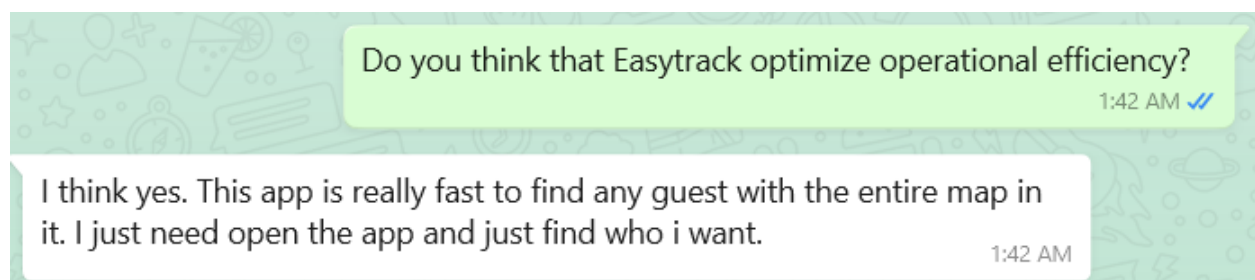 Do you think that Easytrack optimize operational efficiency?
1:42 AM
I think yes. This app is really fast to find any guest with the entire map in
it. I just need open the app and just find who i want.
1:42 AM